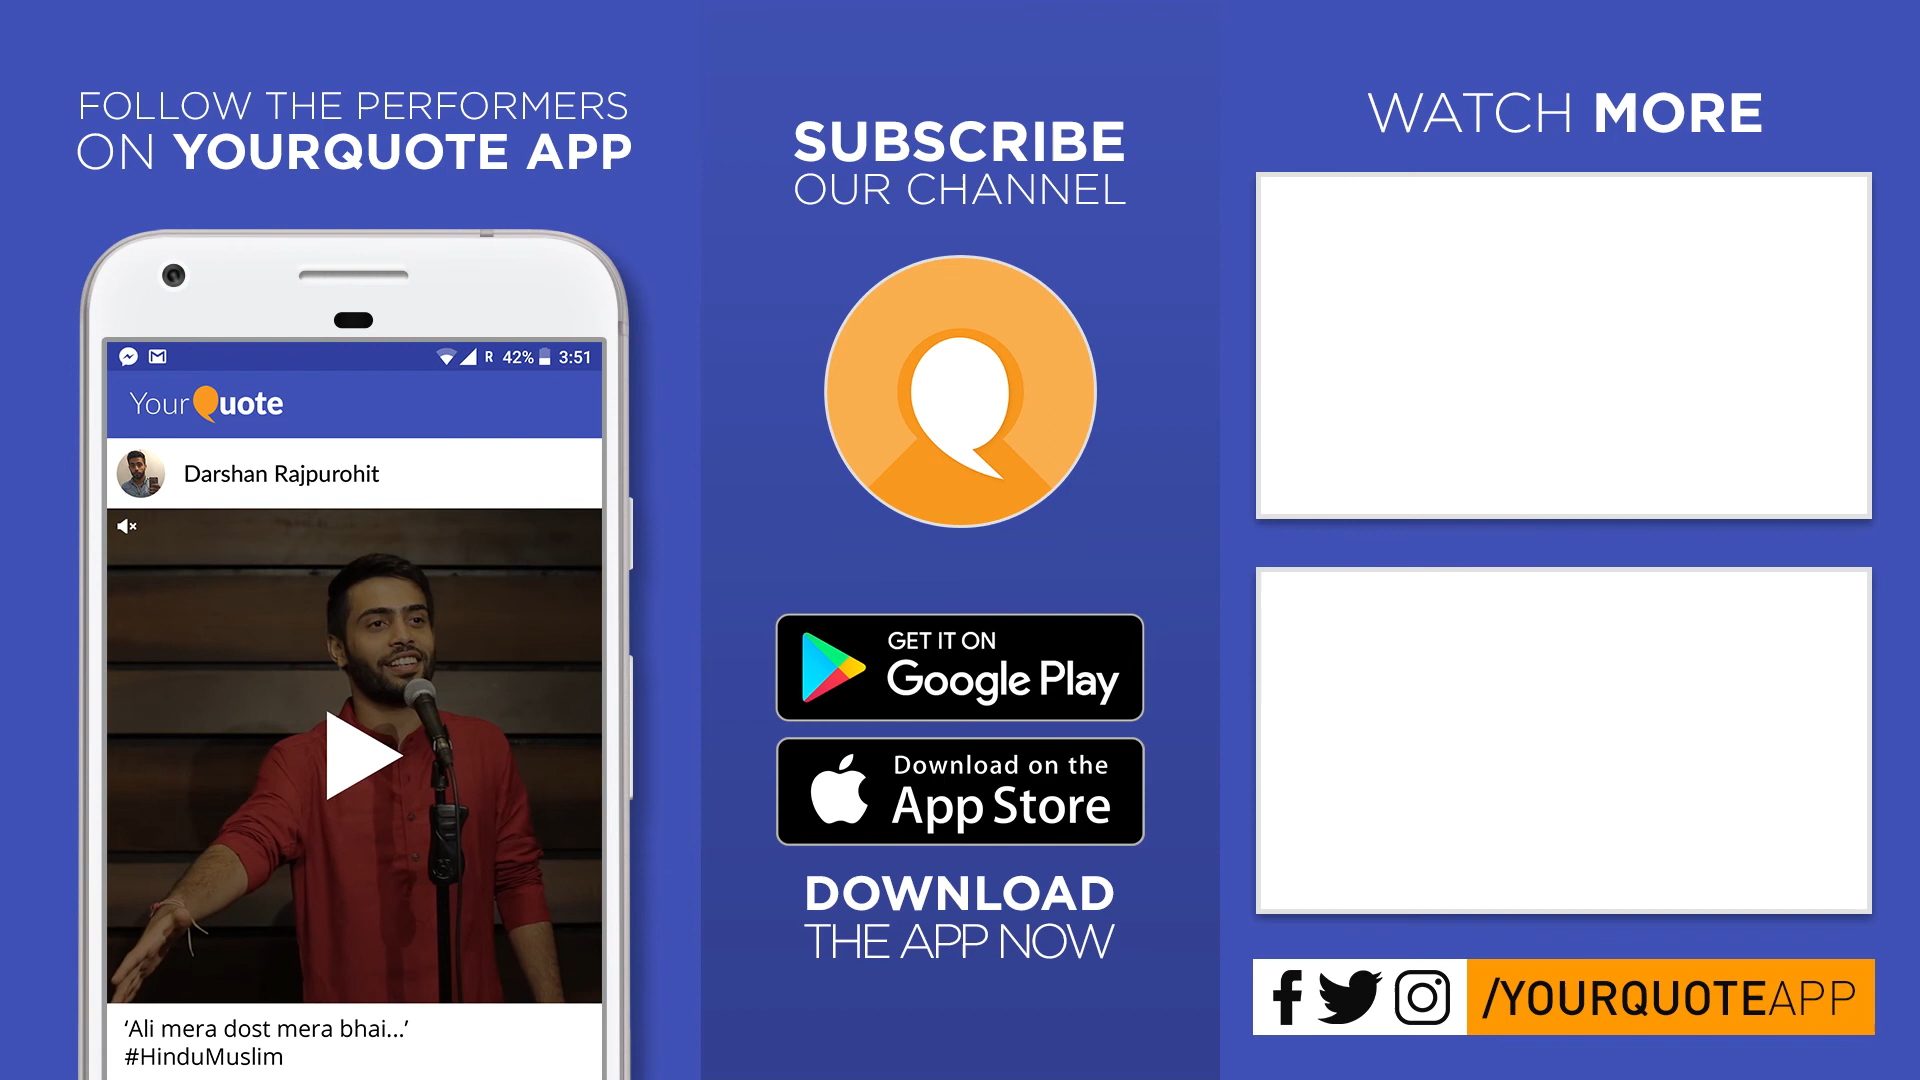 FOLLOW THE PERFORMERS
ON YOURQUOTE APP
R 42% 3:51
YourQuote
Darshan Rajpurohit
‘Ali mera dost mera bhai...’
#HinduMuslim
SUBSCRIBE
OUR CHANNEL
GET IT ON
Google Play
Download on the
App Store
DOWNLOAD
THE APP NOW
WATCH MORE
/YOURQUOTEAPP